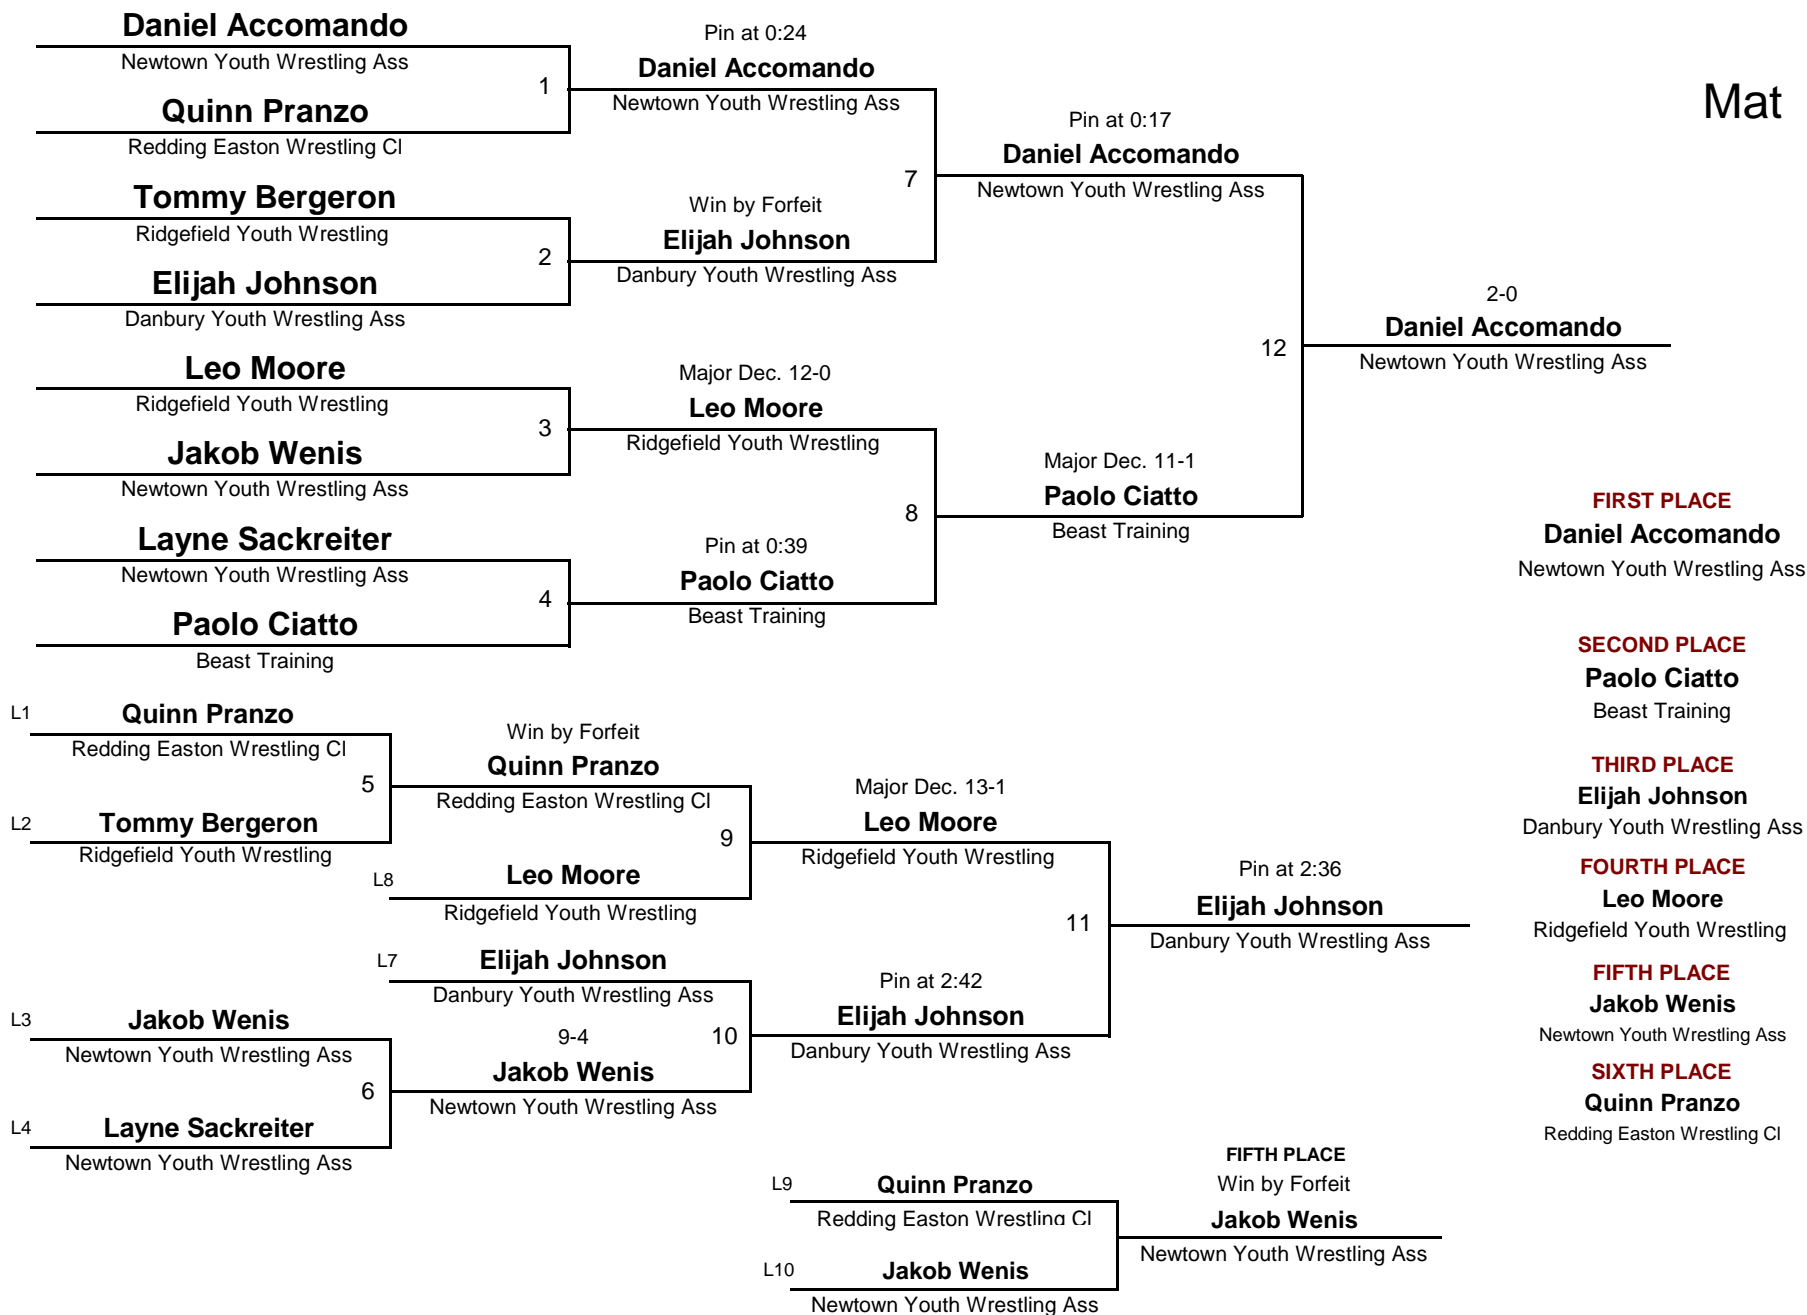 Daniel Accomando
Newtown Youth Wrestling Ass
1
Quinn Pranzo
Redding Easton Wrestling Cl
Tommy Bergeron
Ridgefield Youth Wrestling
2
Elijah Johnson
Danbury Youth Wrestling Ass
Leo Moore
Ridgefield Youth Wrestling
3
Jakob Wenis
Newtown Youth Wrestling Ass
Layne Sackreiter
Newtown Youth Wrestling Ass
4
Paolo Ciatto
Beast Training
Pin at 0:24
Daniel Accomando
Newtown Youth Wrestling Ass
7
Win by Forfeit
Elijah Johnson
Danbury Youth Wrestling Ass
Major Dec. 12-0
Leo Moore
Ridgefield Youth Wrestling
8
Pin at 0:39
Paolo Ciatto
Beast Training
Pin at 0:17
Daniel Accomando
Newtown Youth Wrestling Ass
12
Major Dec. 11-1
Paolo Ciatto
Beast Training
2-0
Daniel Accomando
Newtown Youth Wrestling Ass
Mat
FIRST PLACE
Daniel Accomando
Newtown Youth Wrestling Ass
SECOND PLACE
Paolo Ciatto
Beast Training
THIRD PLACE
Elijah Johnson
Danbury Youth Wrestling Ass
FOURTH PLACE
Leo Moore
Ridgefield Youth Wrestling
FIFTH PLACE
Jakob Wenis
Newtown Youth Wrestling Ass
SIXTH PLACE
Quinn Pranzo
Redding Easton Wrestling Cl
L1 Quinn Pranzo
Redding Easton Wrestling Cl
5
L2 Tommy Bergeron
Ridgefield Youth Wrestling
Win by Forfeit
Quinn Pranzo
Redding Easton Wrestling Cl
9
L8 Leo Moore
Ridgefield Youth Wrestling
L7 Elijah Johnson
Danbury Youth Wrestling Ass
10
L3 Jakob Wenis
Newtown Youth Wrestling Ass
6
L4 Layne Sackreiter
Newtown Youth Wrestling Ass
9-4
Jakob Wenis
Newtown Youth Wrestling Ass
Major Dec. 13-1
Leo Moore
Ridgefield Youth Wrestling
11
Pin at 2:42
Elijah Johnson
Danbury Youth Wrestling Ass
Pin at 2:36
Elijah Johnson
Danbury Youth Wrestling Ass
L9 Quinn Pranzo
Redding Easton Wrestling Cl
L10 Jakob Wenis
Newtown Youth Wrestling Ass
FIFTH PLACE
Win by Forfeit
Jakob Wenis
Newtown Youth Wrestling Ass